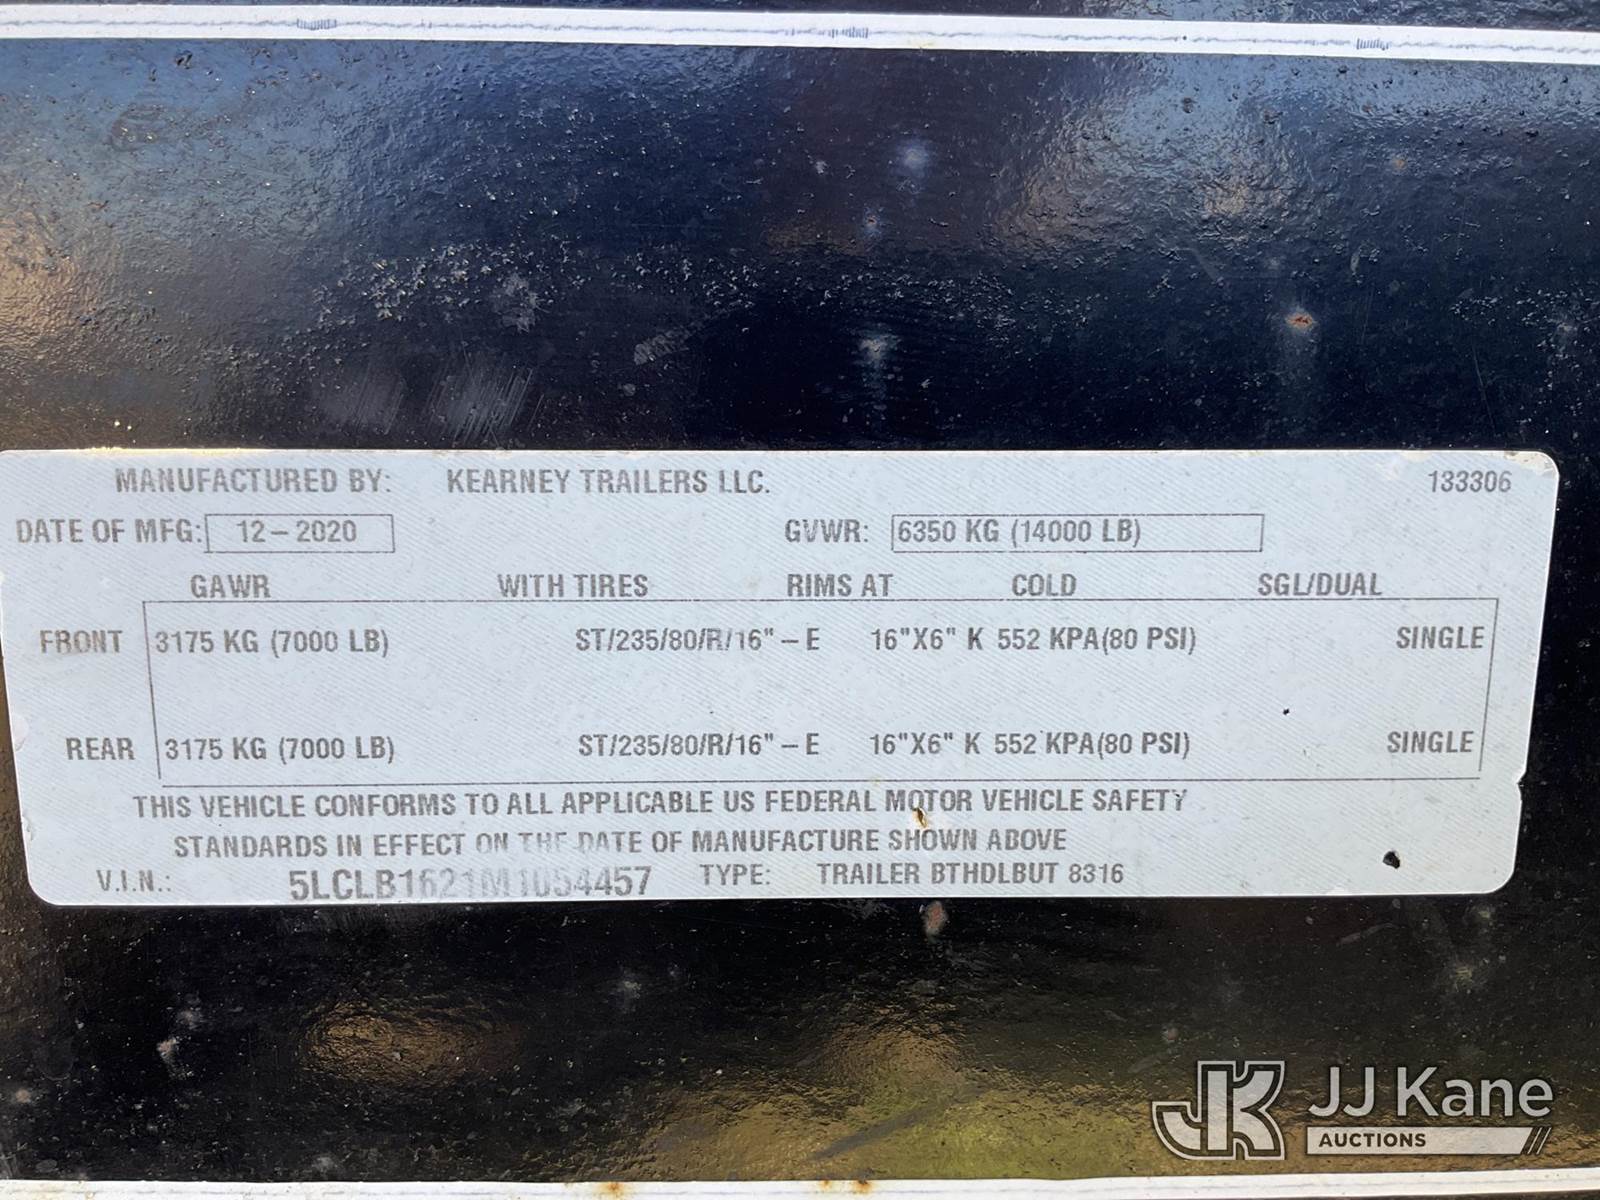 MANUFACTURED BY: KEARNEY TRAILERS LLC. 133306
DATE OF MFG: 12-2020 GVWR: 6350 KG (14000 LB)
GAWR WITH TIRES RIMS AT COLD SGL/DUAL
FRONT 3175 KG (7000 LB) ST/235/80/R/16" - E 16"X6" K 552 KPA(80 PSI) SINGLE
REAR 3175 KG (7000 LB) ST/235/80/R/16" - E 16"X6" K 552 KPA(80 PSI) SINGLE
THIS VEHICLE CONFORMS TO ALL APPLICABLE US FEDERAL MOTOR VEHICLE SAFETY
STANDARDS IN EFFECT ON THE DATE OF MANUFACTURE SHOWN ABOVE
V.I.N.: 5LCLB1621M1054457 TYPE: TRAILER BTHDLBUT 8316
JK JJ Kane
AUCTIONS